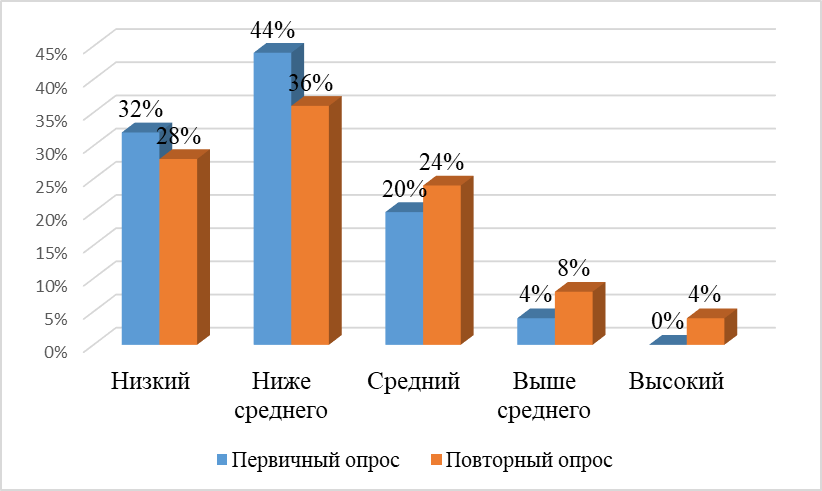 44%
36%
32%
28%
24%
20%
8%
4%
4%
0%
45%
40%
35%
30%
25%
20%
15%
10%
5%
0%
Низкий
Ниже
среднего
Средний
Выше
среднего
Высокий
Первичный опрос
Повторный опрос